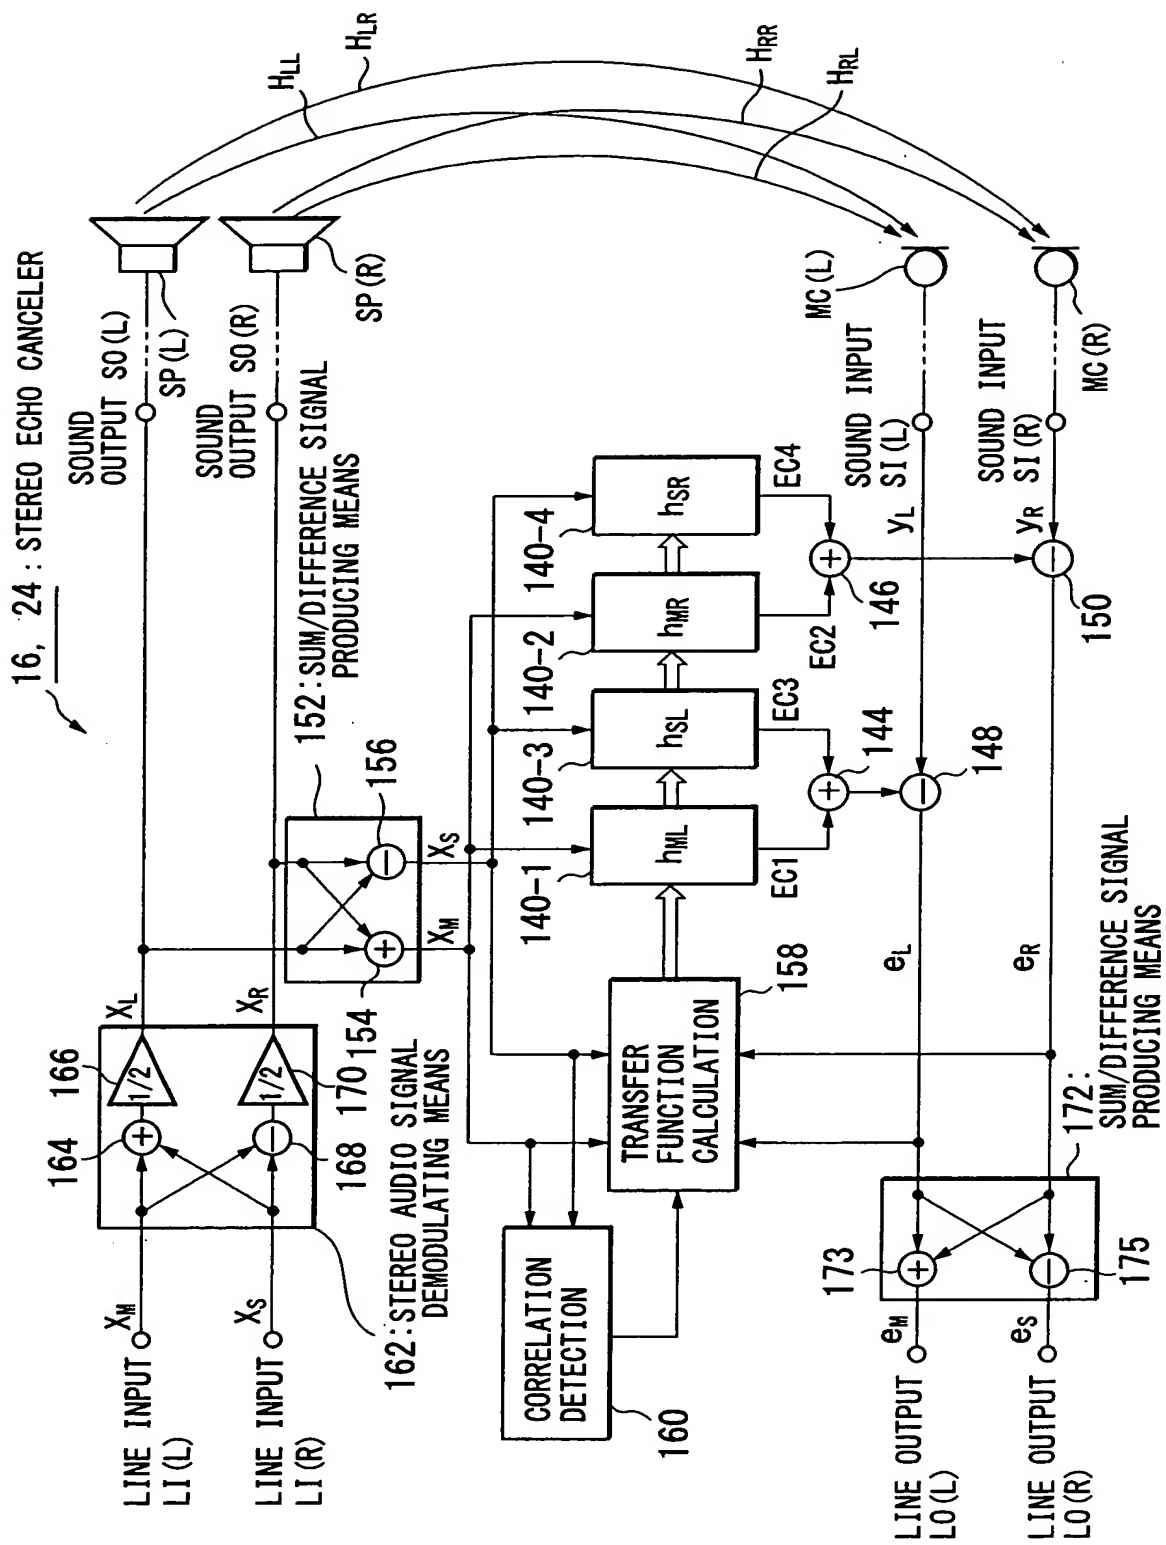 16, 24 : STEREO ECHO CANCELER
LINE INPUT
LI(L)
XM
LINE INPUT
LI(R)
XS
162:STEREO AUDIO SIGNAL
DEMODULATING MEANS
164
+
166
1/2
168
−
170
1/2
XL
XR
154
+
156
−
152:SUM/DIFFERENCE SIGNAL
PRODUCING MEANS
XM
XS
SOUND
OUTPUT SO(L)
SP(L)
SOUND
OUTPUT SO(R)
SP(R)
HLL
HLR
HRR
HRL
CORRELATION
DETECTION
160
TRANSFER
FUNCTION
CALCULATION
158
140-1
hML
140-3
hSL
140-2
hMR
140-4
hSR
EC1
EC3
EC2
EC4
+
144
+
146
−
148
−
150
MC(L)
SOUND INPUT
SI(L)
yL
MC(R)
SOUND INPUT
SI(R)
yR
eL
eR
172:
SUM/DIFFERENCE SIGNAL
PRODUCING MEANS
173
+
175
−
eM
eS
LINE OUTPUT
LO(L)
LINE OUTPUT
LO(R)